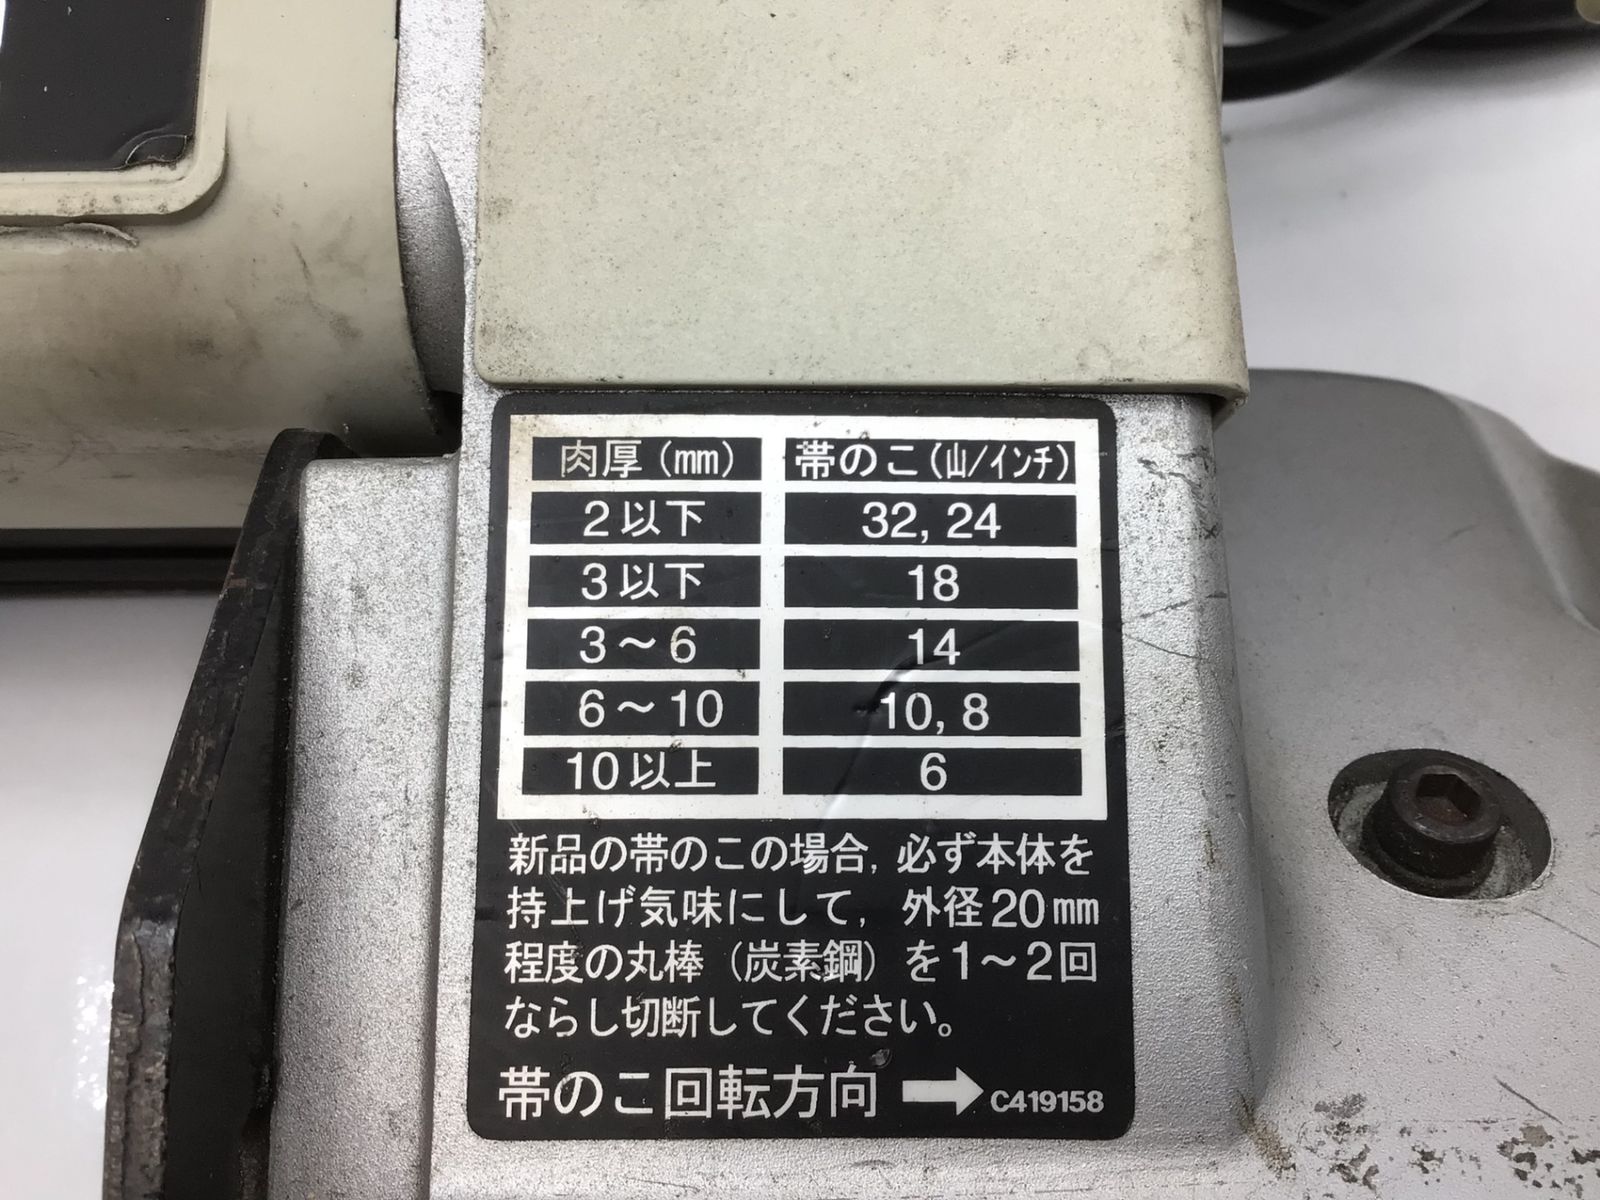 肉厚(mm) 帯のこ(山/インチ)
2以下 32, 24
3以下 18
3～6 14
6～10 10, 8
10以上 6
新品の帯のこの場合, 必ず本体を
持上げ気味にして, 外径20mm
程度の丸棒(炭素鋼)を1～2回
ならし切断してください。
帯のこ回転方向 → C419158